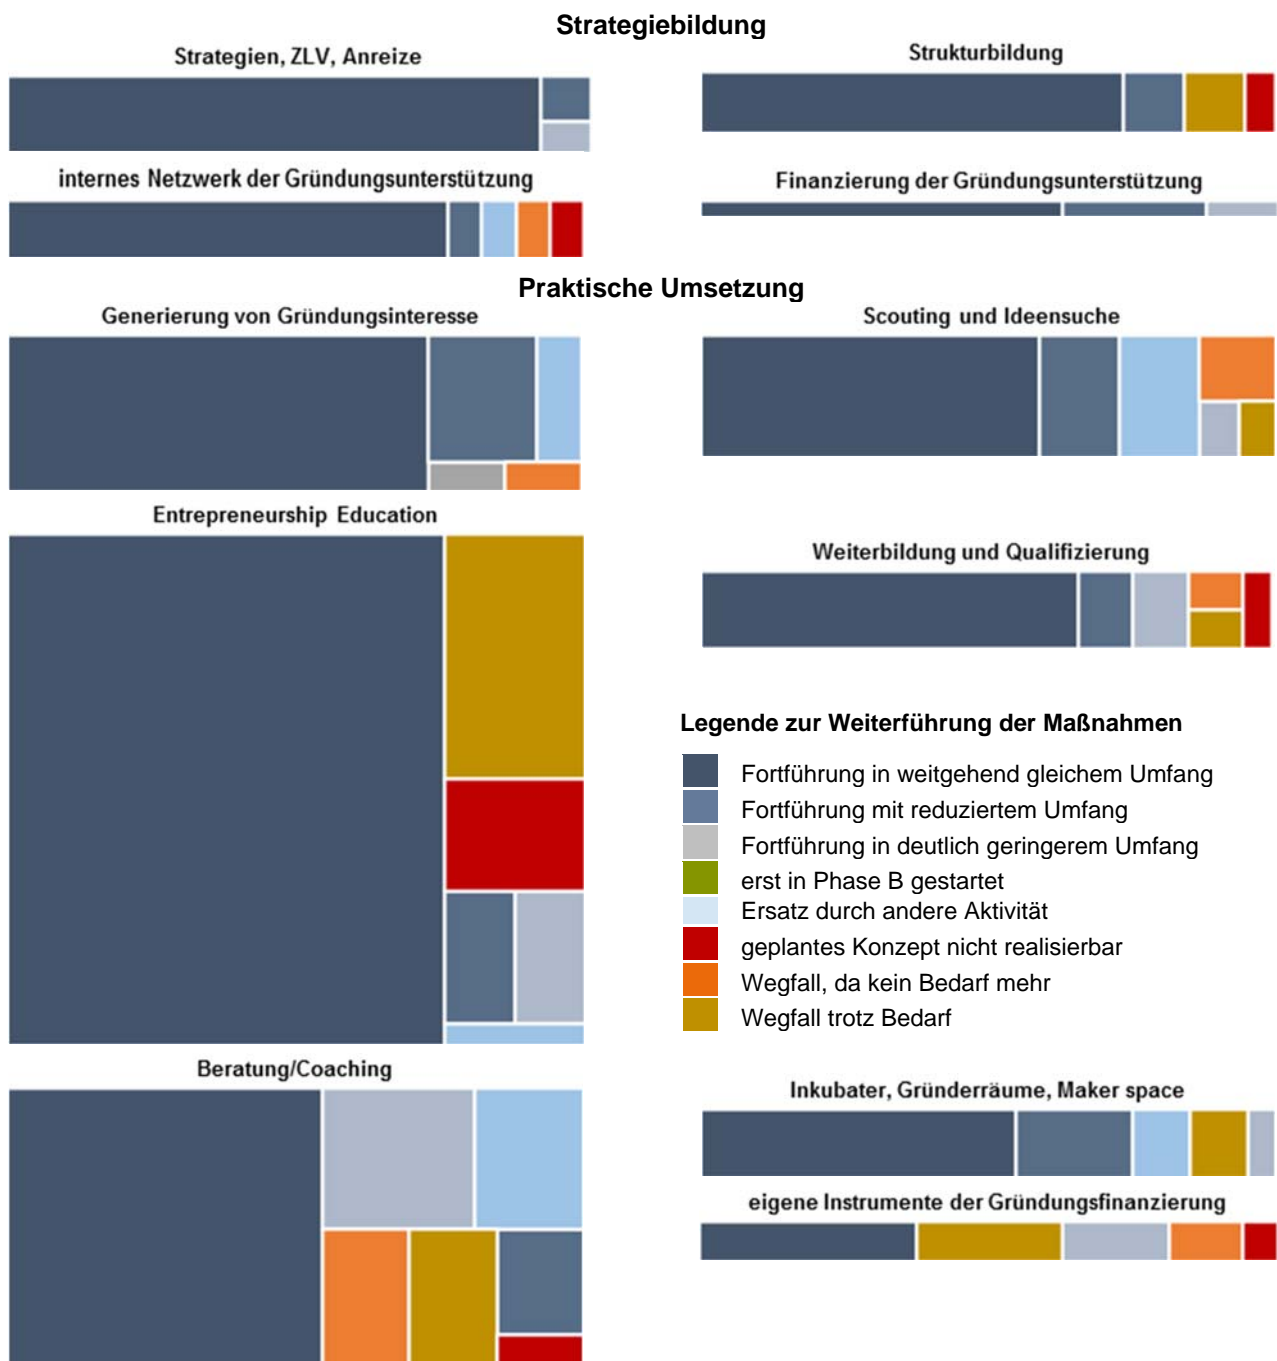 Strategiebildung
Strategien, ZLV, Anreize
Strukturbildung
internes Netzwerk der Gründungsunterstützung
Finanzierung der Gründungsunterstützung
Praktische Umsetzung
Generierung von Gründungsinteresse
Scouting und Ideensuche
Entrepreneurship Education
Weiterbildung und Qualifizierung
Legende zur Weiterführung der Maßnahmen
Fortführung in weitgehend gleichem Umfang
Fortführung mit reduziertem Umfang
Fortführung in deutlich geringerem Umfang
erst in Phase B gestartet
Ersatz durch andere Aktivität
geplantes Konzept nicht realisierbar
Wegfall, da kein Bedarf mehr
Wegfall trotz Bedarf
Beratung/Coaching
Inkubater, Gründerräume, Maker space
eigene Instrumente der Gründungsfinanzierung